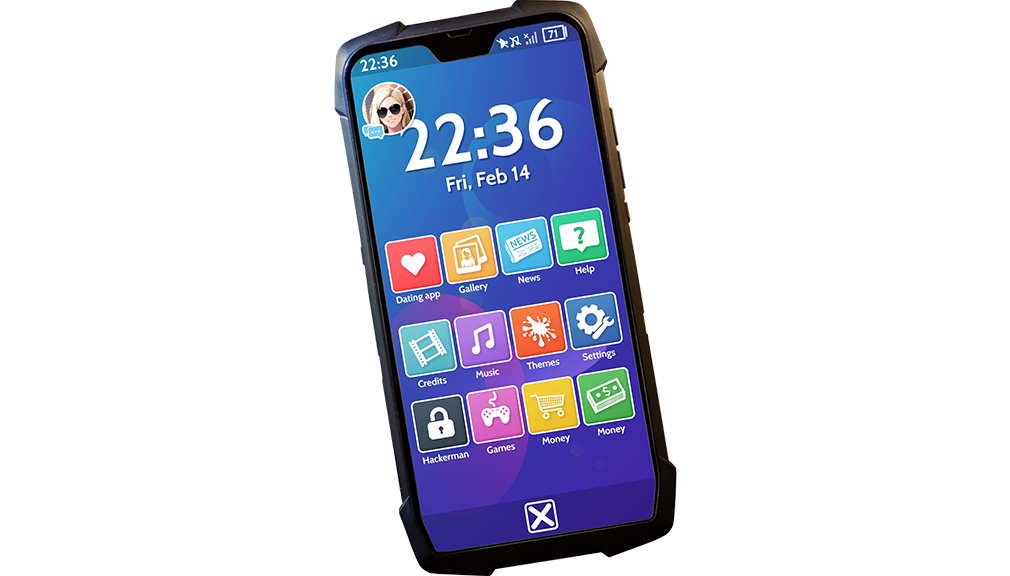 22:36
71
22:36
Fri, Feb 14
NEWS
?
Dating app
Gallery
News
Help
Credits
Music
Themes
Settings
5
Hackerman
Games
Money
Money
X